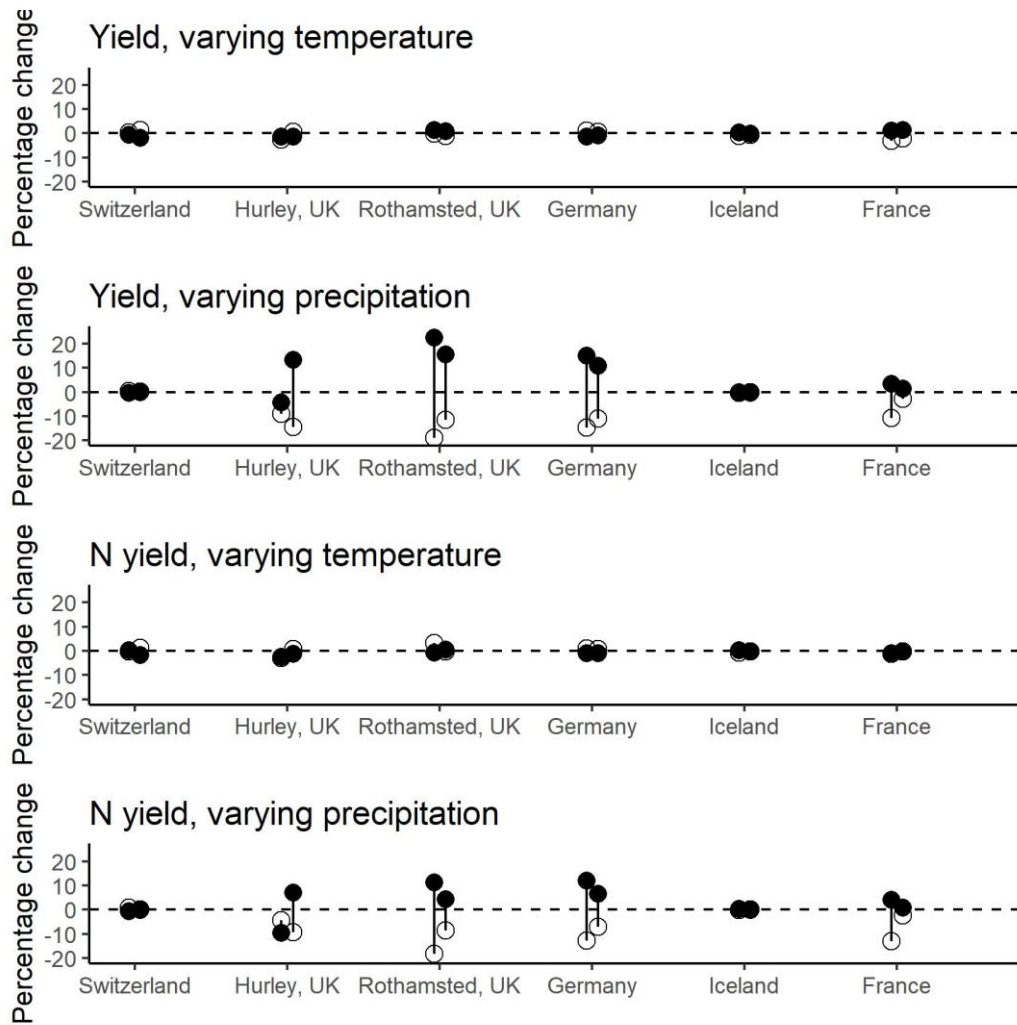 Yield, varying temperature
Percentage change
20
10
0
-10
-20
Switzerland Hurley, UK Rothamsted, UK Germany Iceland France
Yield, varying precipitation
Percentage change
20
10
0
-10
-20
Switzerland Hurley, UK Rothamsted, UK Germany Iceland France
N yield, varying temperature
Percentage change
20
10
0
-10
-20
Switzerland Hurley, UK Rothamsted, UK Germany Iceland France
N yield, varying precipitation
Percentage change
20
10
0
-10
-20
Switzerland Hurley, UK Rothamsted, UK Germany Iceland France